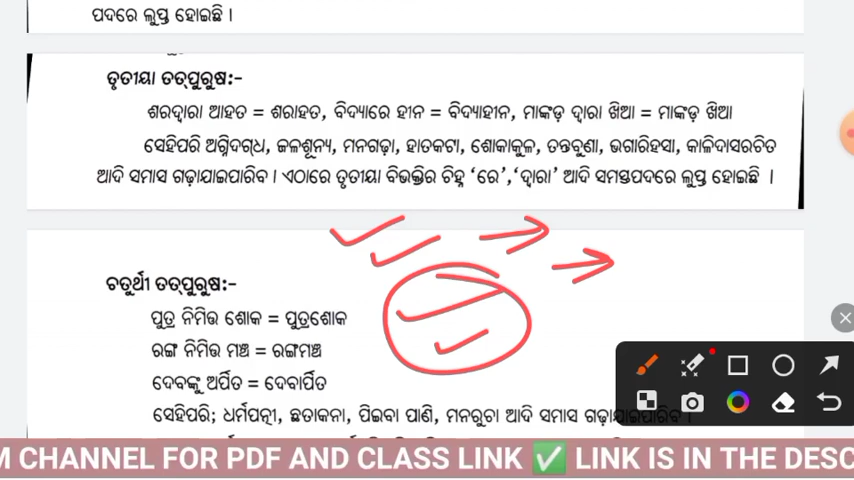 ପଦରେ ଲୁପ୍ତ ହୋଇଛି ।
ତୃତୀୟା ତତ୍‌ପୁରୁଷ:-
ଶରଦ୍ୱାରା ଆହତ = ଶରାହତ, ବିଦ୍ୟାରେ ହୀନ = ବିଦ୍ୟାହୀନ, ମାଙ୍କଡ଼ ଦ୍ୱାରା ଖିଆ = ମାଙ୍କଡ଼ ଖିଆ
ସେହିପରି ଅଗ୍ନିଦଗ୍ଧ, ଜଳଶୂନ୍ୟ, ମନଗଢ଼ା, ହାତକଟା, ଶୋକାକୁଳ, ତନ୍ତବୁଣା, ଭଗାରିହସା, କାଳିଦାସରଚିତ
ଆଦି ସମାସ ଗଢ଼ାଯାଇପାରିବ । ଏଠାରେ ତୃତୀୟା ବିଭକ୍ତିର ଚିହ୍ନ ‘ରେ’,‘ଦ୍ୱାରା’ ଆଦି ସମସ୍ତପଦରେ ଲୁପ୍ତ ହୋଇଛି ।
ଚତୁର୍ଥୀ ତତ୍‌ପୁରୁଷ:-
ପୁତ୍ର ନିମିତ୍ତ ଶୋକ = ପୁତ୍ରଶୋକ
ରଙ୍ଗ ନିମିତ୍ତ ମଞ୍ଚ = ରଙ୍ଗମଞ୍ଚ
ଦେବଙ୍କୁ ଅର୍ପିତ = ଦେବାର୍ପିତ
ସେହିପରି; ଧର୍ମପତ୍ନୀ, ଛତାକନା, ପିଇବା ପାଣି, ମନରୁଚା ଆଦି ସମାସ ଗଢ଼ାଯାଇପାରିବ ।
M CHANNEL FOR PDF AND CLASS LINK ✅ LINK IS IN THE DESC